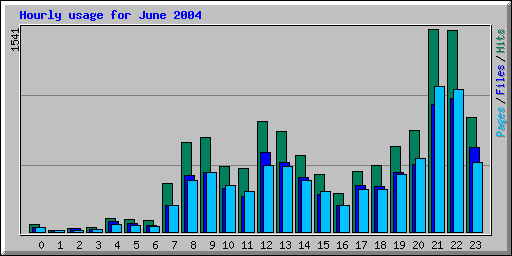 Hourly usage for June 2004
1541
Pages / Files / Hits
0 1 2 3 4 5 6 7 8 9 10 11 12 13 14 15 16 17 18 19 20 21 22 23